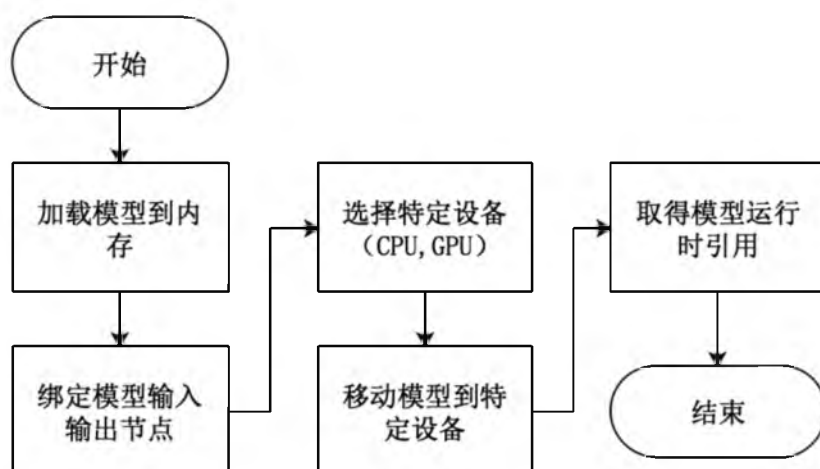 开始
加载模型到内
存
绑定模型输入
输出节点
选择特定设备
（CPU,GPU）
移动模型到特
定设备
取得模型运行
时引用
结束